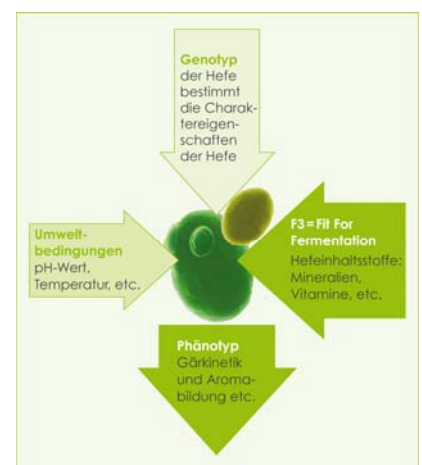 Genotyp
der Hefe
bestimmt
die Charak-
tereigen-
schaften
der Hefe
Umwelt-
bedingungen
pH-Wert,
Temperatur, etc.
F3=Fit For
Fermentation
Hefeinhaltsstoffe:
Mineralien,
Vitamine, etc.
Phänotyp
Gärkinetik
und Aroma-
bildung etc.